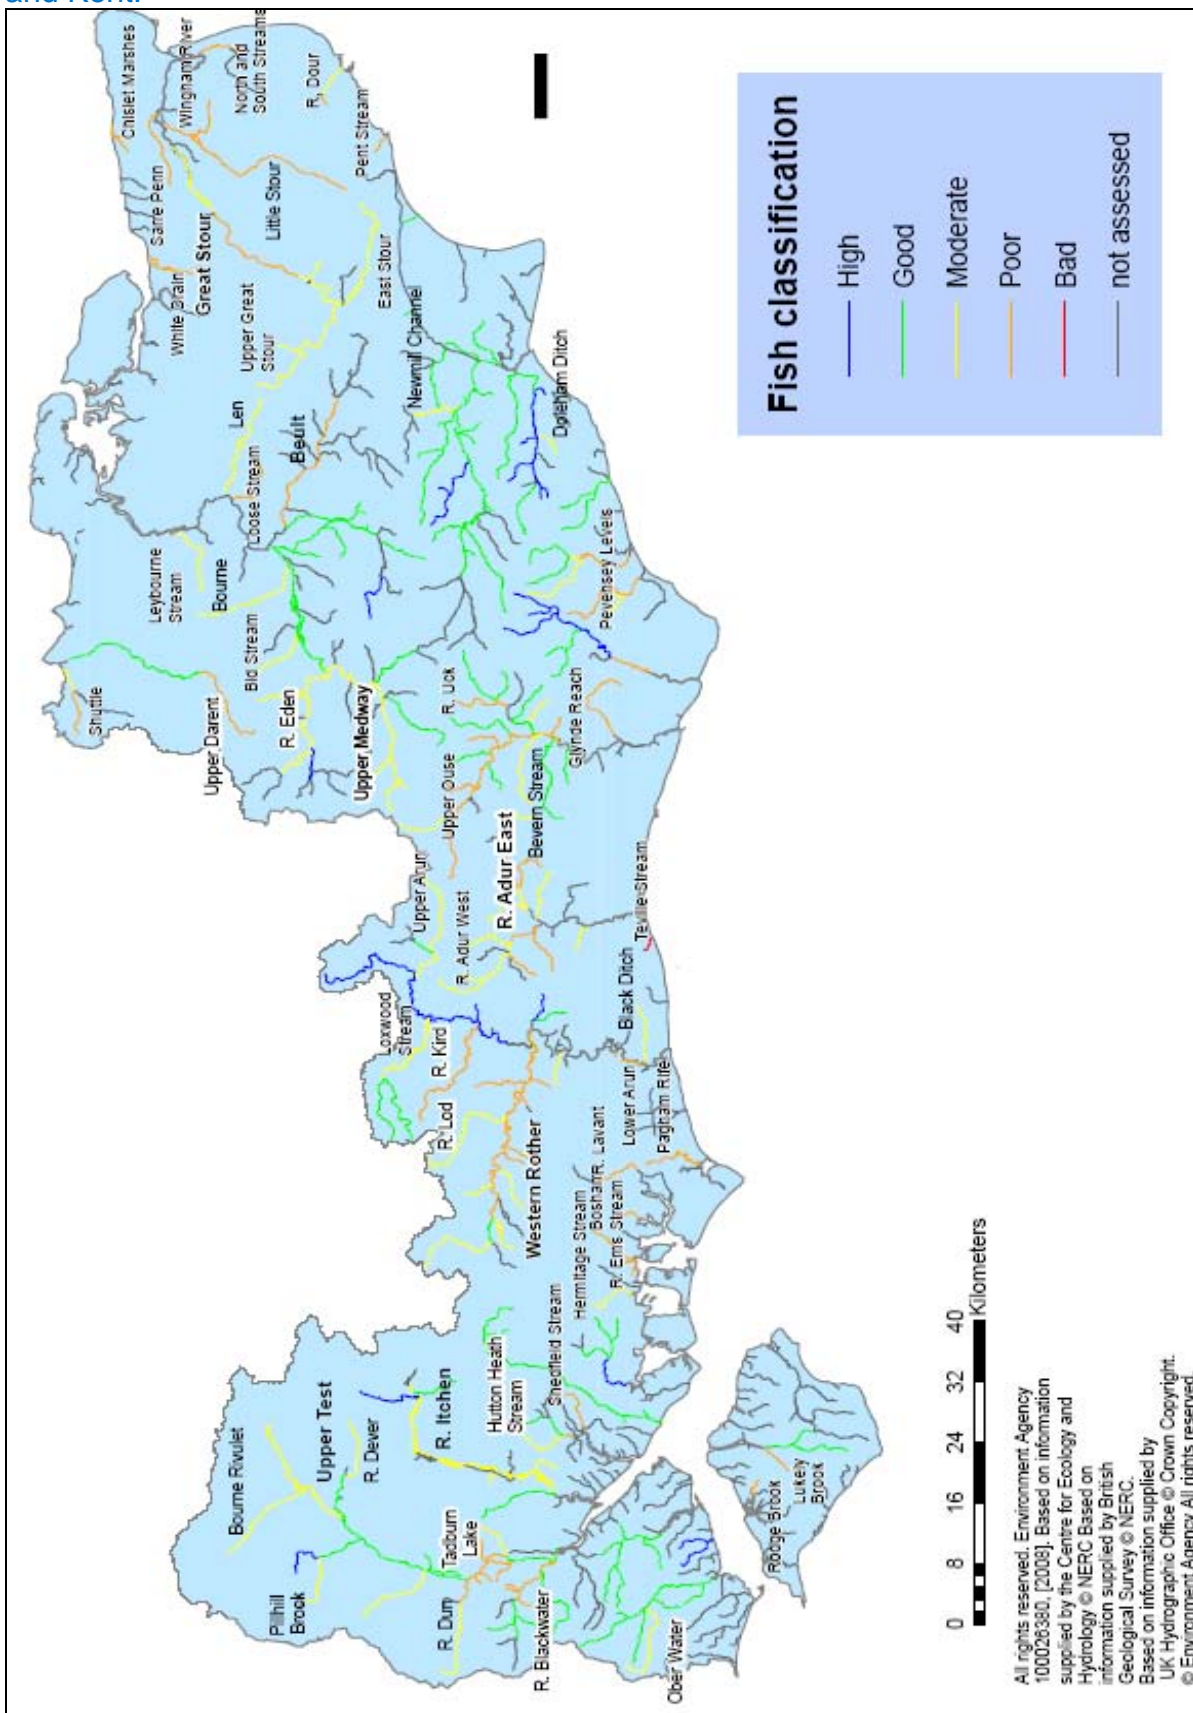 and Kent.
Chislet Marshes
Wingham River
North and
South Streams
R. Dour
Sarre Penn
Pent Stream
Little Stour
Great Stour
White Drain
East Stour
Upper Great
Stour
Newmill Channel
Len
Beult
Doleham Ditch
Loose Stream
Leybourne
Stream
Bourne
Pevensey Levels
Bid Stream
Shuttle
Upper Darent
R. Eden
Upper Medway
R. Uck
Glynde Reach
Upper Ouse
Bevern Stream
R. Adur East
Upper Arun
R. Adur West
Teville Stream
Black Ditch
Loxwood
Stream
R. Kird
R. Lod
Lower Arun
Pagham Rife
Western Rother
R. Lavant
Bosham
R. Ems Stream
Hermitage Stream
Shedfield Stream
Hutton Heath
Stream
R. Itchen
Upper Test
R. Dever
Bourne Rivulet
Tadburn
Lake
Pillhill
Brook
R. Dun
R. Blackwater
Ober Water
Rodge Brook
Lukely
Brook
Fish classification
High
Good
Moderate
Poor
Bad
not assessed
0 8 16 24 32 40
Kilometers
All rights reserved. Environment Agency
100026380, [2008]. Based on information
supplied by the Centre for Ecology and
Hydrology © NERC Based on
information supplied by British
Geological Survey © NERC.
Based on information supplied by
UK Hydrographic Office © Crown Copyright.
© Environment Agency. All rights reserved.